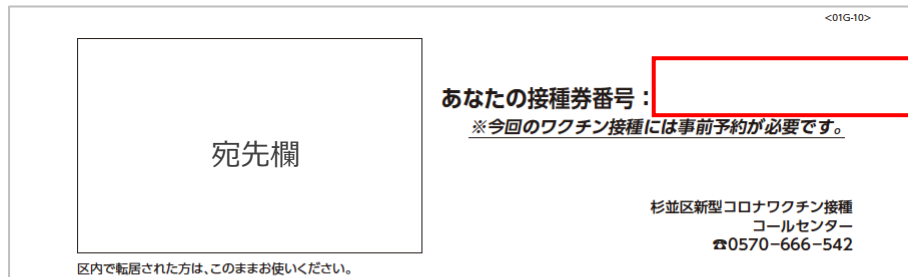 <01G-10>
あなたの接種券番号：
※今回のワクチン接種には事前予約が必要です。
宛先欄
杉並区新型コロナワクチン接種
コールセンター
☎0570-666-542
区内で転居された方は、このままお使いください。